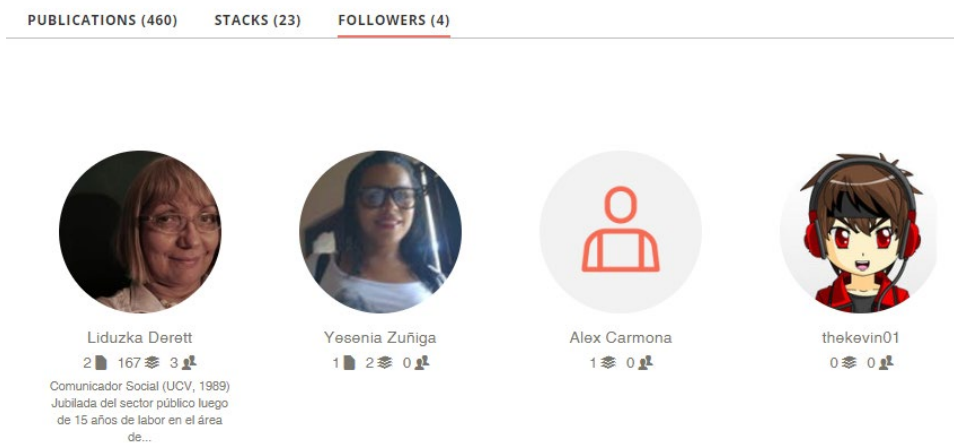 PUBLICATIONS (460) STACKS (23) FOLLOWERS (4)
Liduzka Derett
2 167 3
Comunicador Social (UCV, 1989)
Jubilada del sector público luego
de 15 años de labor en el área
de...
Yesenia Zuñiga
1 2 0
Alex Carmona
1 0
thekevin01
0 0